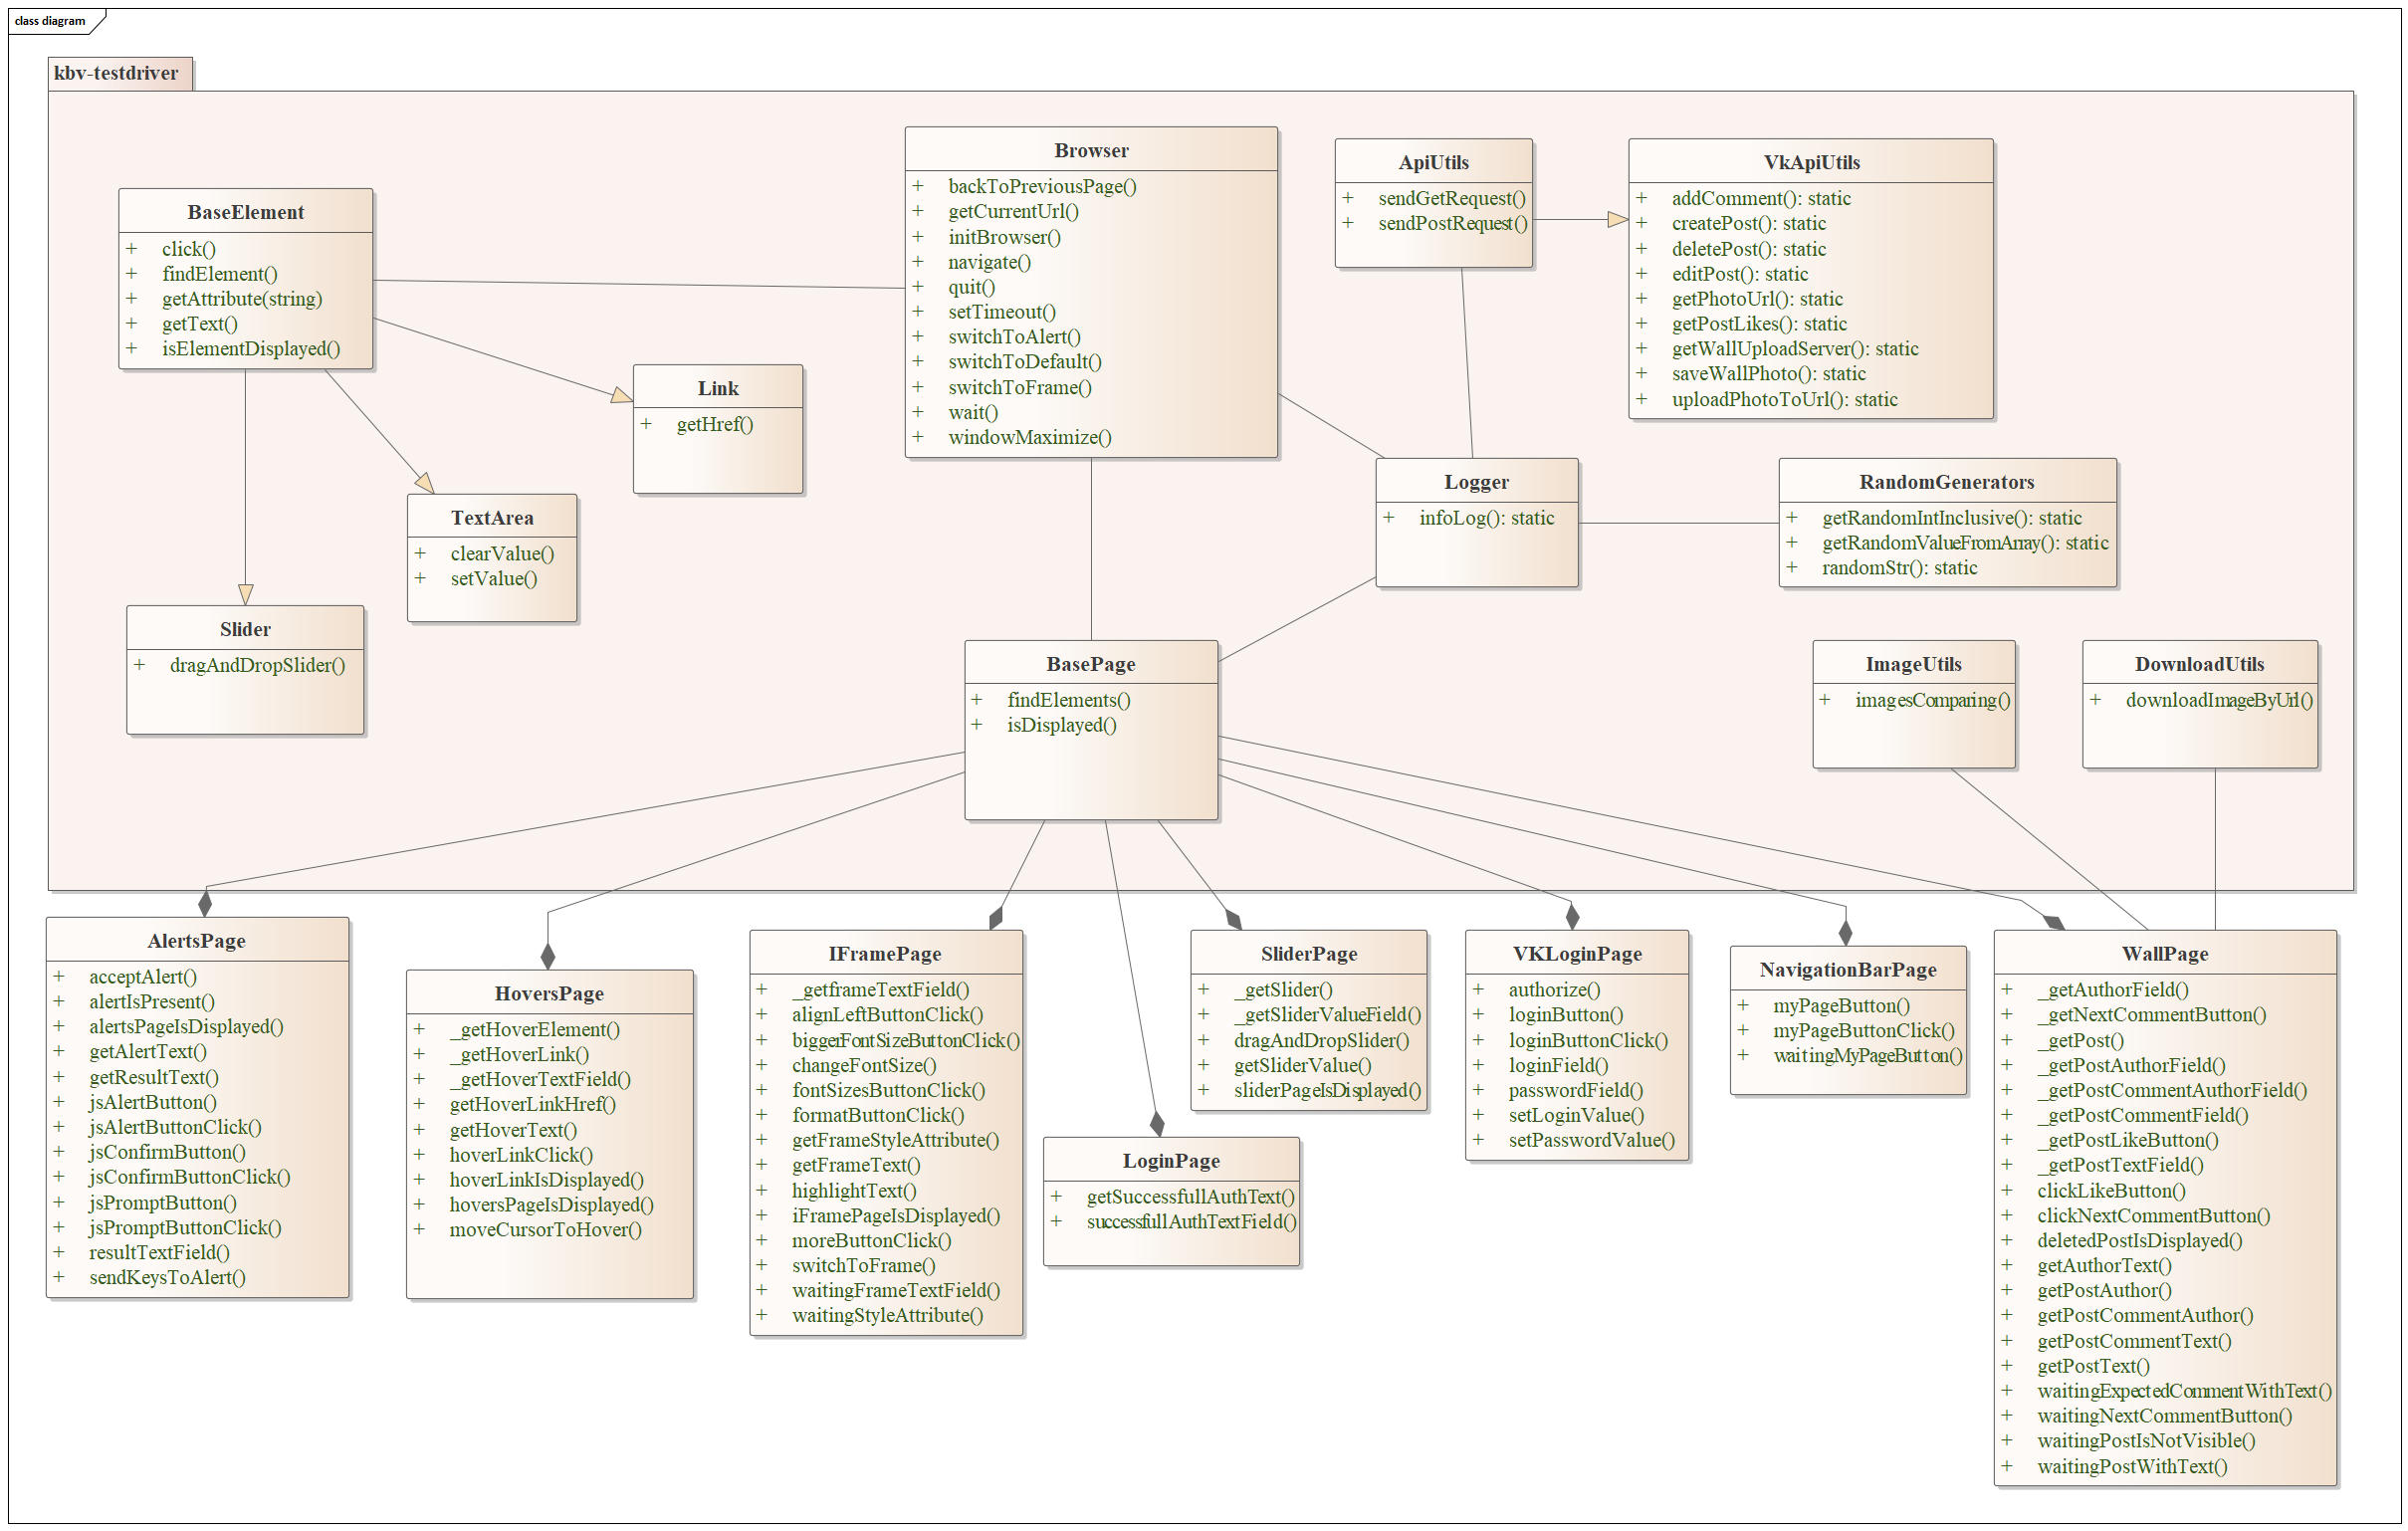 class diagram
kbv-testdriver
BaseElement
+ click()
+ findElement()
+ getAttribute(string)
+ getText()
+ isElementDisplayed()
Browser
+ backToPreviousPage()
+ getCurrentUrl()
+ initBrowser()
+ navigate()
+ quit()
+ setTimeout()
+ switchToAlert()
+ switchToDefault()
+ switchToFrame()
+ wait()
+ windowMaximize()
ApiUtils
+ sendGetRequest()
+ sendPostRequest()
VkApiUtils
+ addComment(): static
+ createPost(): static
+ deletePost(): static
+ editPost(): static
+ getPhotoUrl(): static
+ getPostLikes(): static
+ getWallUploadServer(): static
+ saveWallPhoto(): static
+ uploadPhotoToUrl(): static
Link
+ getHref()
TextArea
+ clearValue()
+ setValue()
Slider
+ dragAndDropSlider()
Logger
+ infoLog(): static
RandomGenerators
+ getRandomIntInclusive(): static
+ getRandomValueFromArray(): static
+ randomStr(): static
BasePage
+ findElements()
+ isDisplayed()
ImageUtils
+ imagesComparing()
DownloadUtils
+ downloadImageByUrl()
AlertsPage
+ acceptAlert()
+ alertIsPresent()
+ alertsPageIsDisplayed()
+ getAlertText()
+ getResultText()
+ jsAlertButton()
+ jsAlertButtonClick()
+ jsConfirmButton()
+ jsConfirmButtonClick()
+ jsPromptButton()
+ jsPromptButtonClick()
+ resultTextField()
+ sendKeysToAlert()
HoversPage
+ _getHoverElement()
+ _getHoverLink()
+ _getHoverTextField()
+ getHoverLinkHref()
+ getHoverText()
+ hoverLinkClick()
+ hoverLinkIsDisplayed()
+ hoversPageIsDisplayed()
+ moveCursorToHover()
IFramePage
+ _getframeTextField()
+ alignLeftButtonClick()
+ biggerFontSizeButtonClick()
+ changeFontSize()
+ fontSizesButtonClick()
+ formatButtonClick()
+ getFrameStyleAttribute()
+ getFrameText()
+ highlightText()
+ iFramePageIsDisplayed()
+ moreButtonClick()
+ switchToFrame()
+ waitingFrameTextField()
+ waitingStyleAttribute()
LoginPage
+ getSuccessfullAuthText()
+ successfullAuthTextField()
SliderPage
+ _getSlider()
+ _getSliderValueField()
+ dragAndDropSlider()
+ getSliderValue()
+ sliderPageIsDisplayed()
VKLoginPage
+ authorize()
+ loginButton()
+ loginButtonClick()
+ loginField()
+ passwordField()
+ setLoginValue()
+ setPasswordValue()
NavigationBarPage
+ myPageButton()
+ myPageButtonClick()
+ waitingMyPageButton()
WallPage
+ _getAuthorField()
+ _getNextCommentButton()
+ _getPost()
+ _getPostAuthorField()
+ _getPostCommentAuthorField()
+ _getPostCommentField()
+ _getPostLikeButton()
+ _getPostTextField()
+ clickLikeButton()
+ clickNextCommentButton()
+ deletedPostIsDisplayed()
+ getAuthorText()
+ getPostAuthor()
+ getPostCommentAuthor()
+ getPostCommentText()
+ getPostText()
+ waitingExpectedCommentWithText()
+ waitingNextCommentButton()
+ waitingPostIsNotVisible()
+ waitingPostWithText()